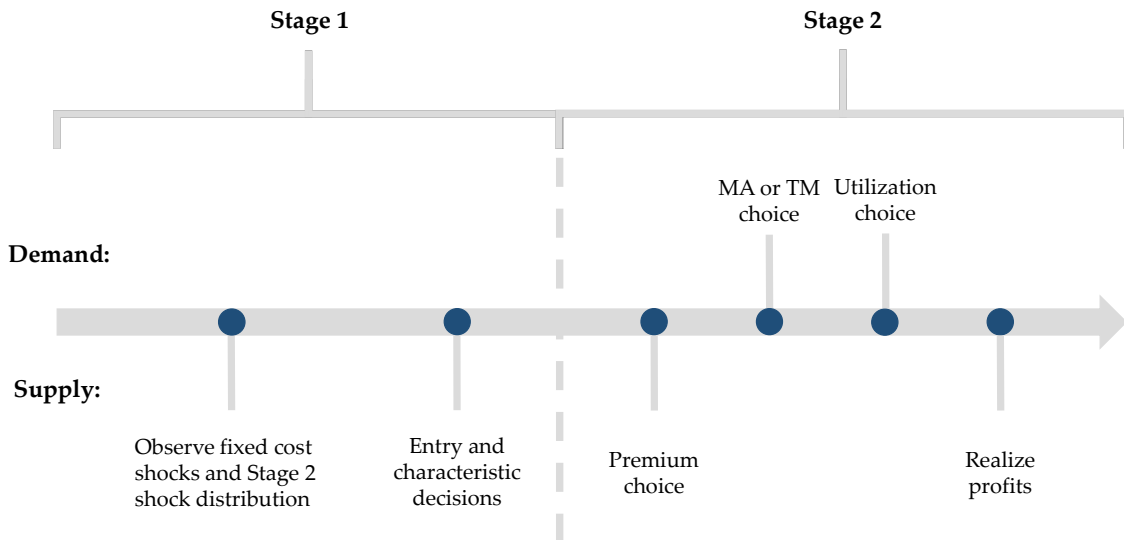 Stage 1
Stage 2
MA or TM
choice
Utilization
choice
Demand:
Supply:
Observe fixed cost
shocks and Stage 2
shock distribution
Entry and
characteristic
decisions
Premium
choice
Realize
profits